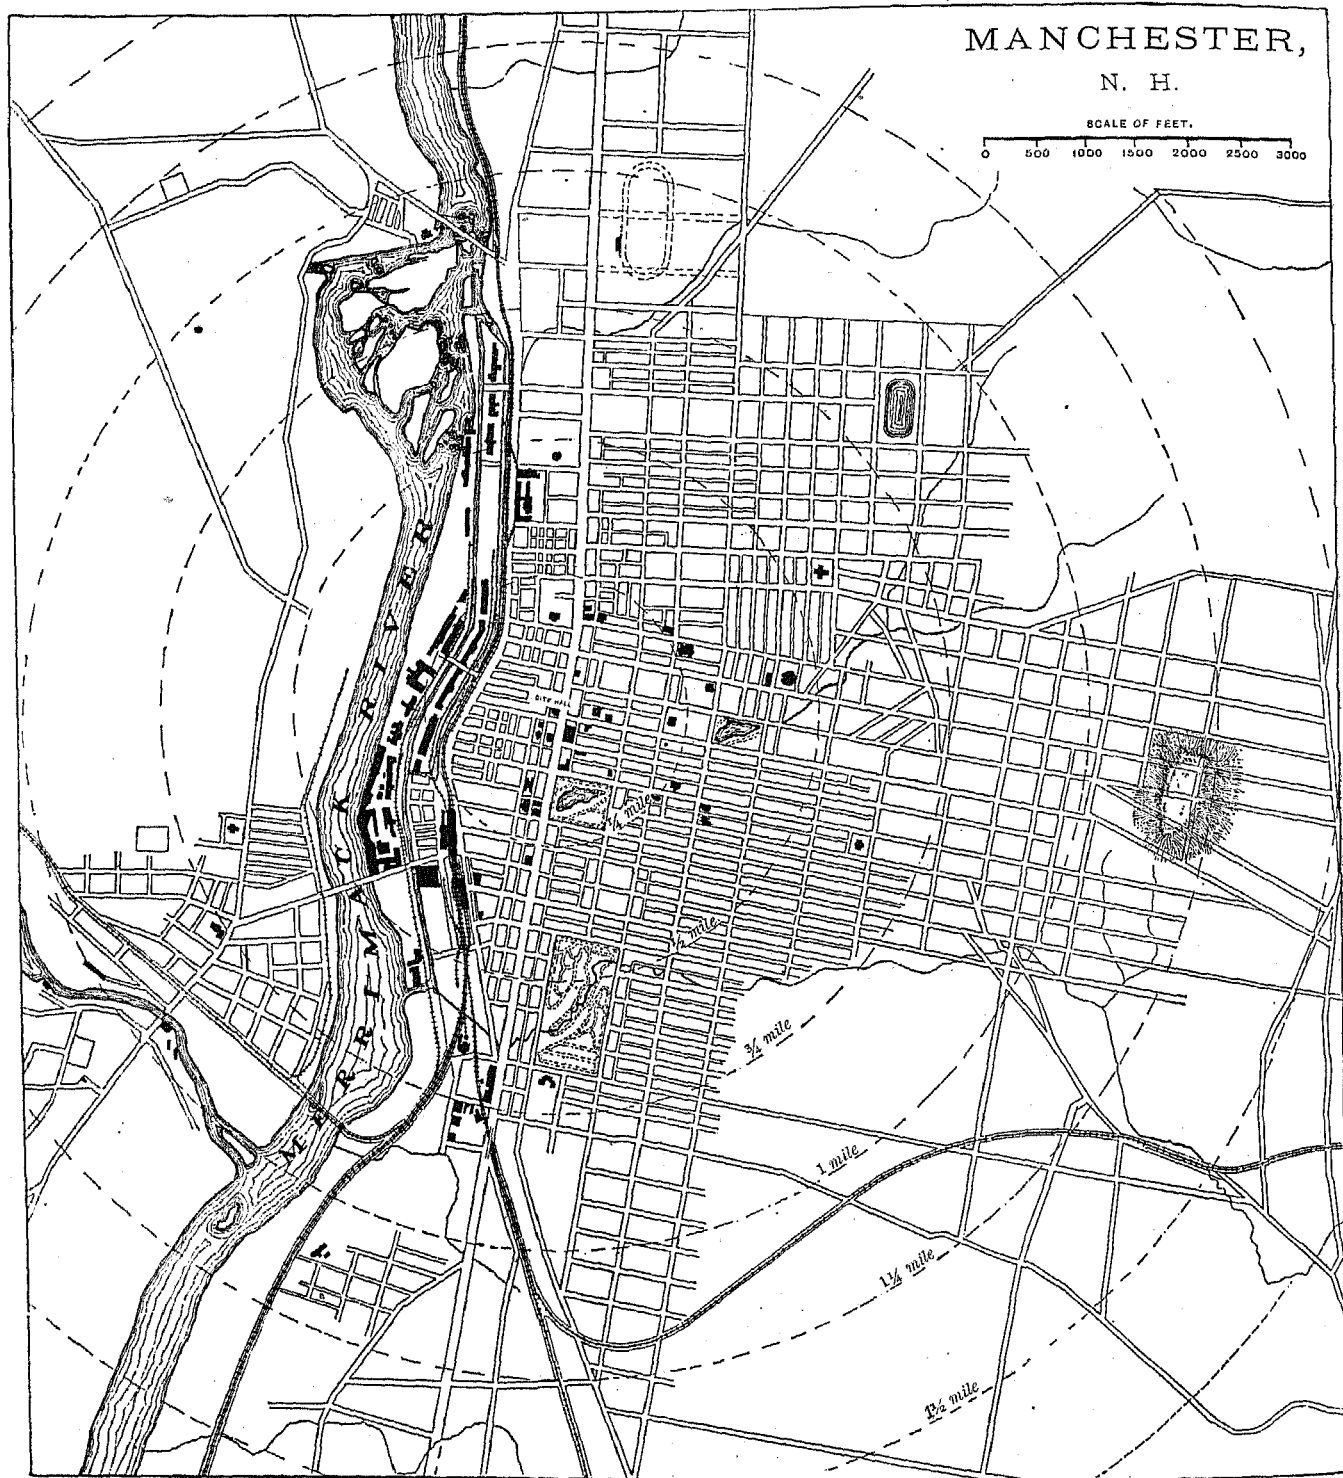 MANCHESTER,
N. H.
SCALE OF FEET.
0 500 1000 1500 2000 2500 3000
MERRIMACK RIVER
CITY HALL
1/4 mile
1/2 mile
3/4 mile
1 mile
1 1/4 mile
1 1/2 mile